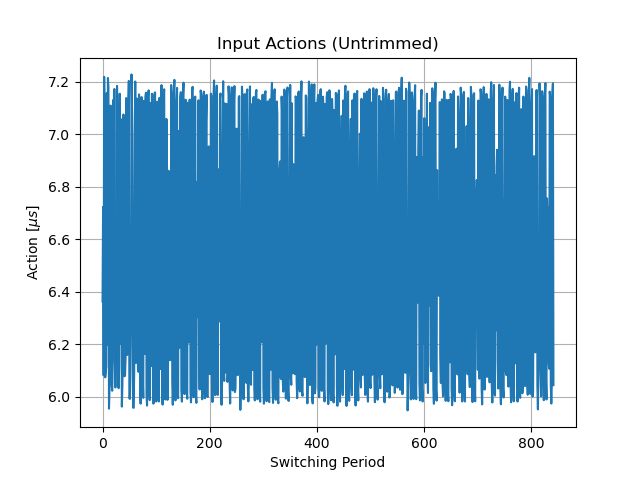 Input Actions (Untrimmed)
Action [μs]
7.2
7.0
6.8
6.6
6.4
6.2
6.0
0 200 400 600 800
Switching Period